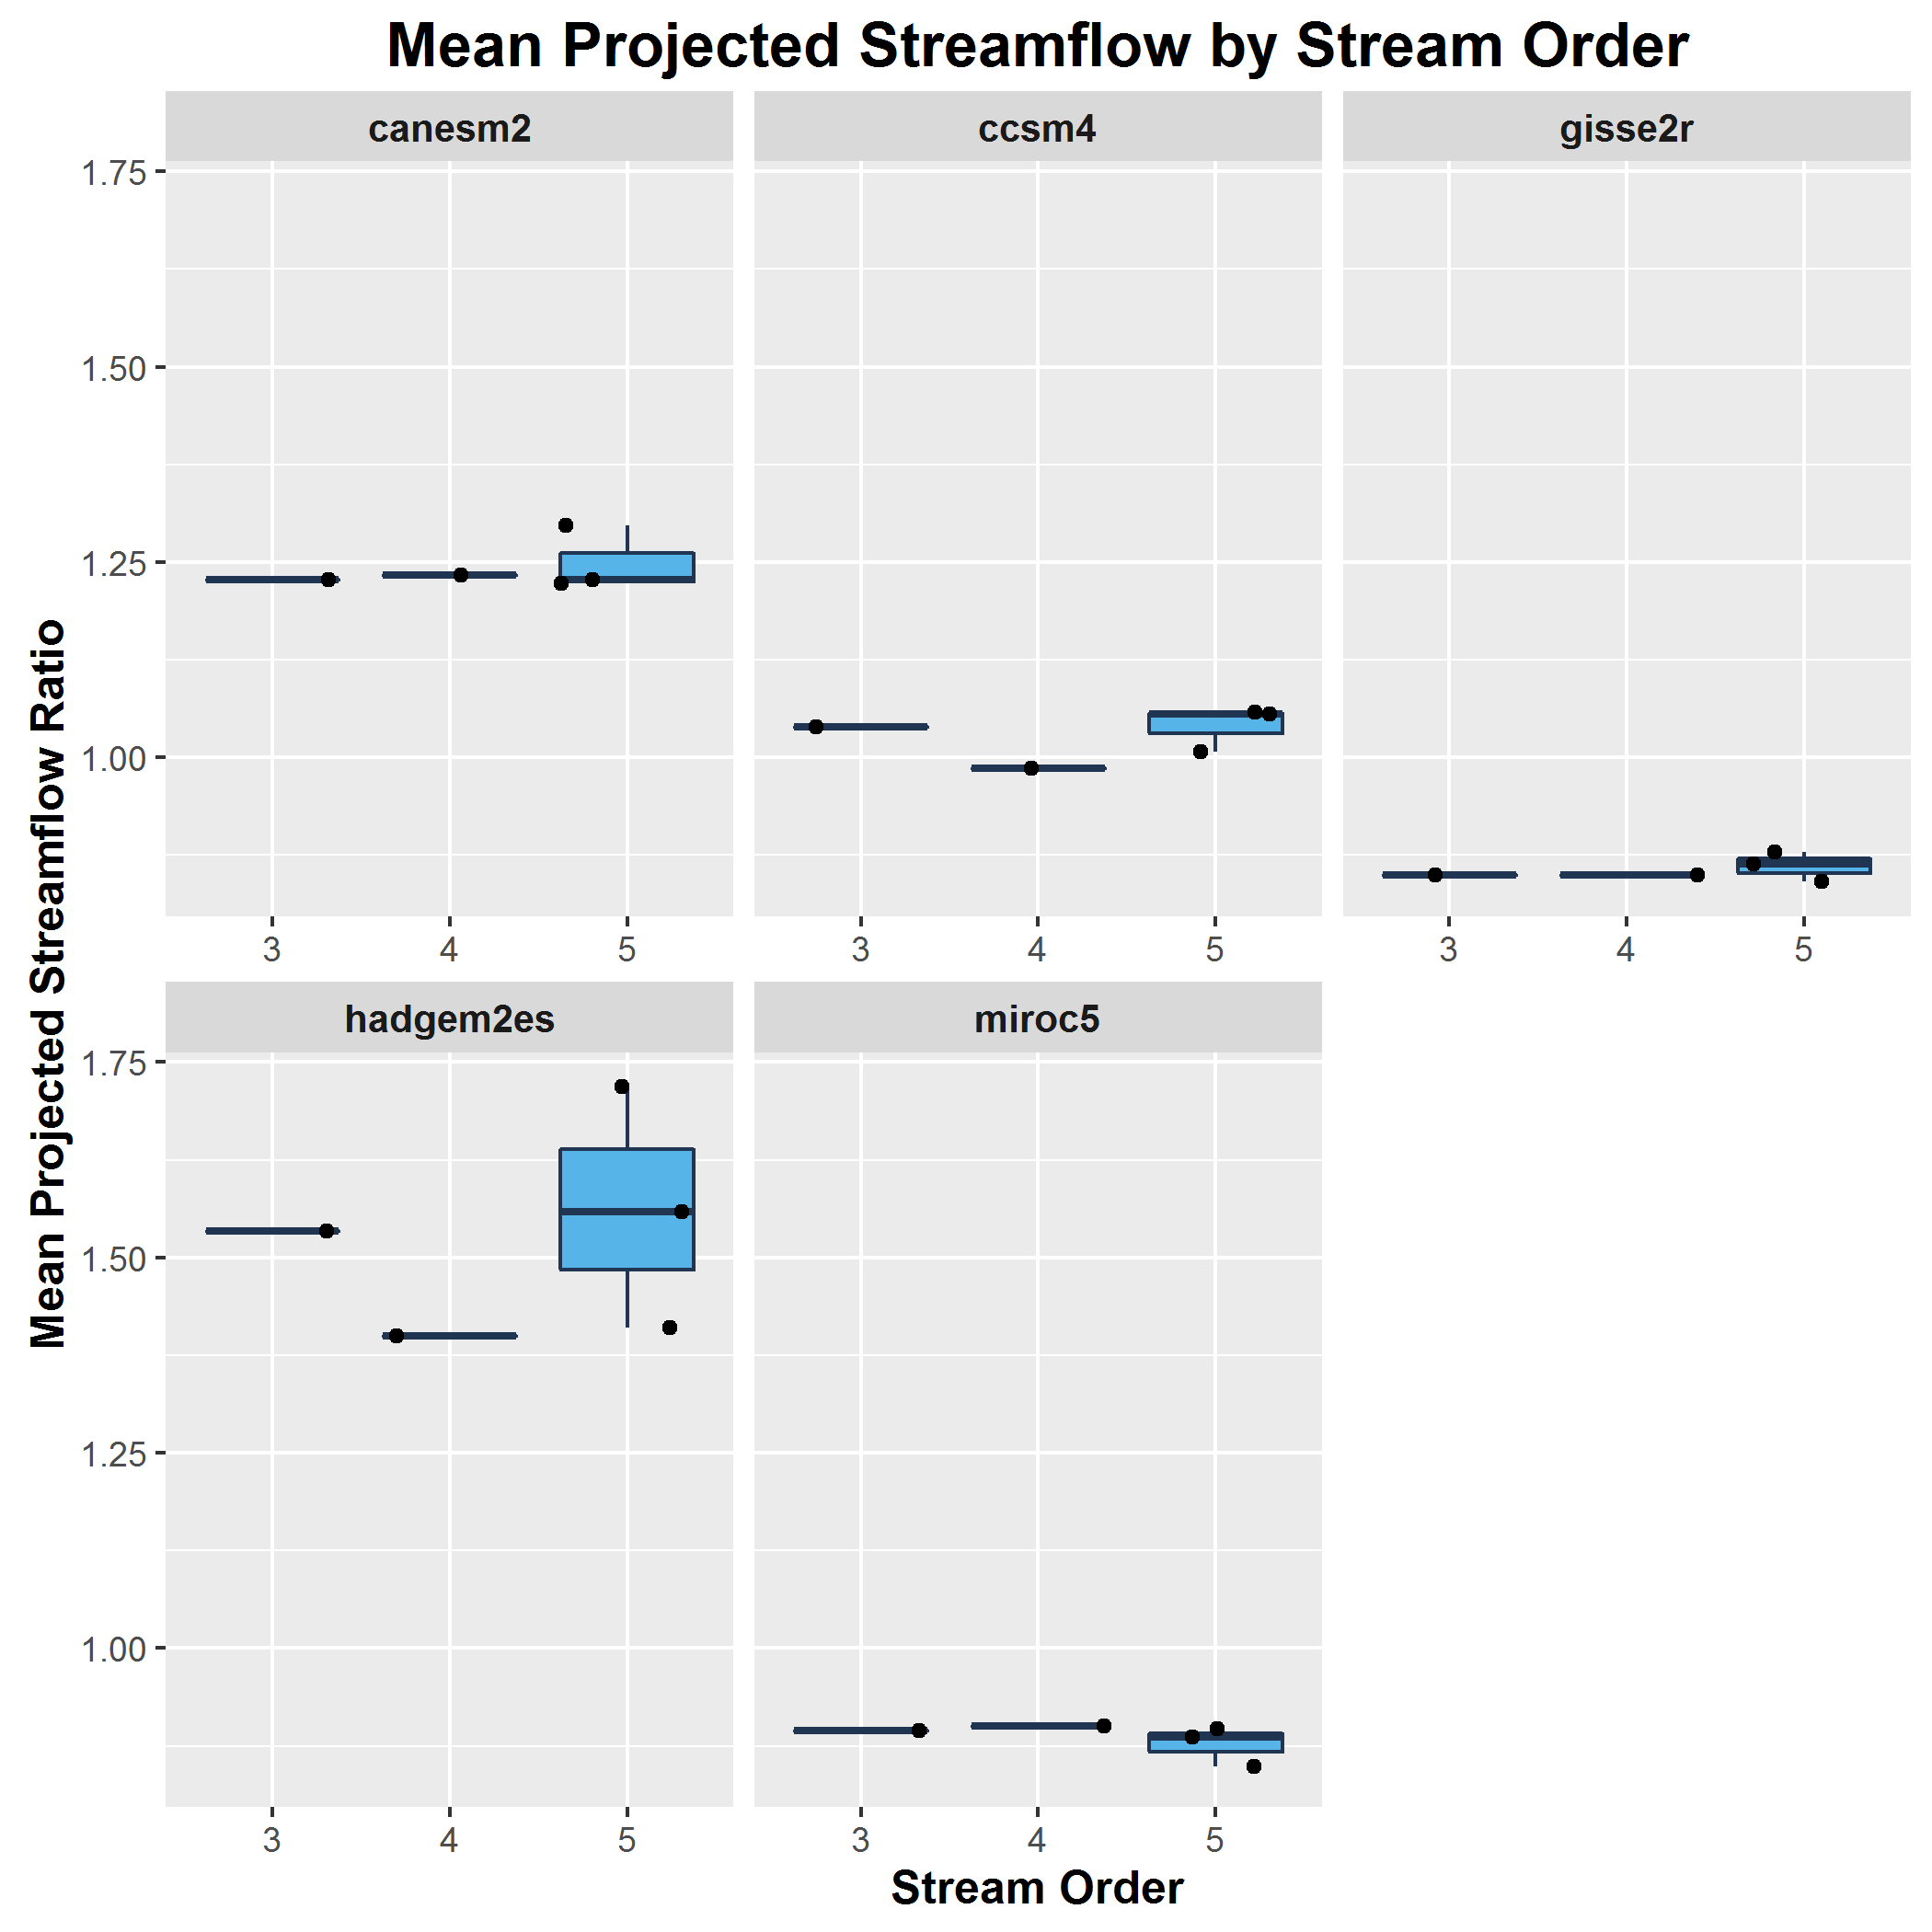 Mean Projected Streamflow by Stream Order
canesm2
ccsm4
gisse2r
1.75
1.50
1.25
1.00
3 4 5
3 4 5
3 4 5
Mean Projected Streamflow Ratio
hadgem2es
miroc5
1.75
1.50
1.25
1.00
3 4 5
3 4 5
Stream Order